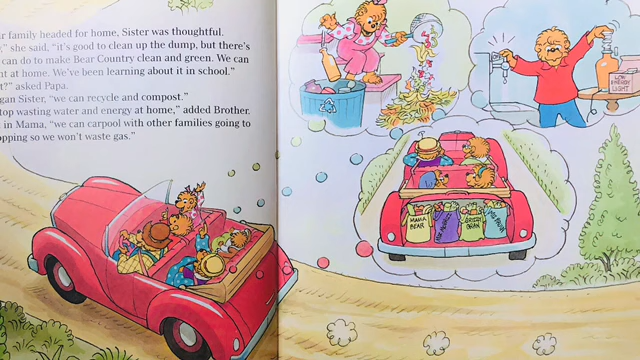 r family headed for home, Sister was thoughtful.
," she said, "it's good to clean up the dump, but there's
can do to make Bear Country clean and green. We can
t at home. We've been learning about it in school."
t?" asked Papa.
gan Sister, "we can recycle and compost."
top wasting water and energy at home," added Brother.
in Mama, "we can carpool with other families going to
opping so we won't waste gas."
LOW
ENERGY
LIGHT
MAMA
BEAR
GRIZZLY
BEAR